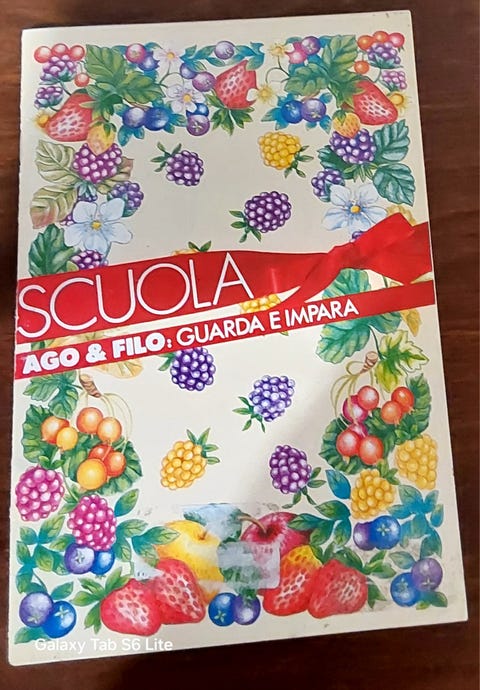 SCUOLA
AGO & FILO: GUARDA E IMPARA
Galaxy Tab S6 Lite